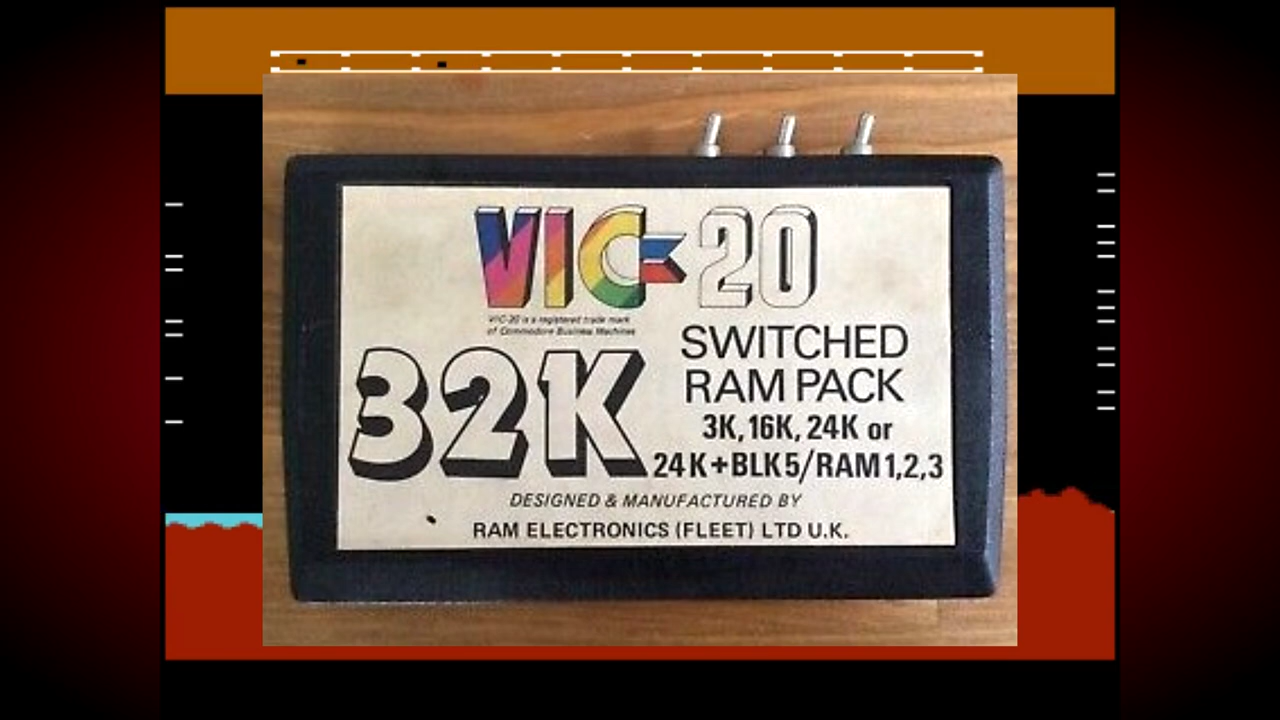 VIC-20
VIC-20 is a registered trade mark
of Commodore Business Machines
32K
SWITCHED
RAM PACK
3K, 16K, 24K or
24K+BLK5/RAM1,2,3
DESIGNED & MANUFACTURED BY
RAM ELECTRONICS (FLEET) LTD U.K.